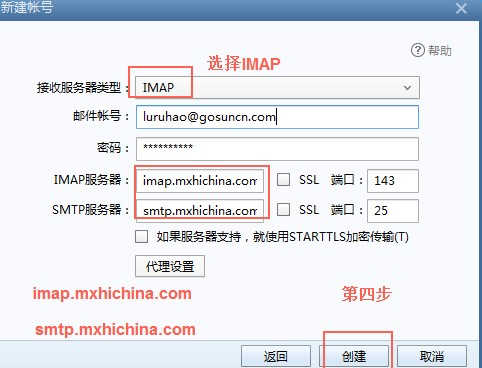 新建帐号
帮助
选择IMAP
接收服务器类型： IMAP
邮件帐号： luruhao@gosuncn.com
密码： **********
IMAP服务器： imap.mxhichina.com SSL 端口： 143
SMTP服务器： smtp.mxhichina.com SSL 端口： 25
如果服务器支持，就使用STARTTLS加密传输(T)
代理设置
imap.mxhichina.com 第四步
smtp.mxhichina.com
返回 创建 取消